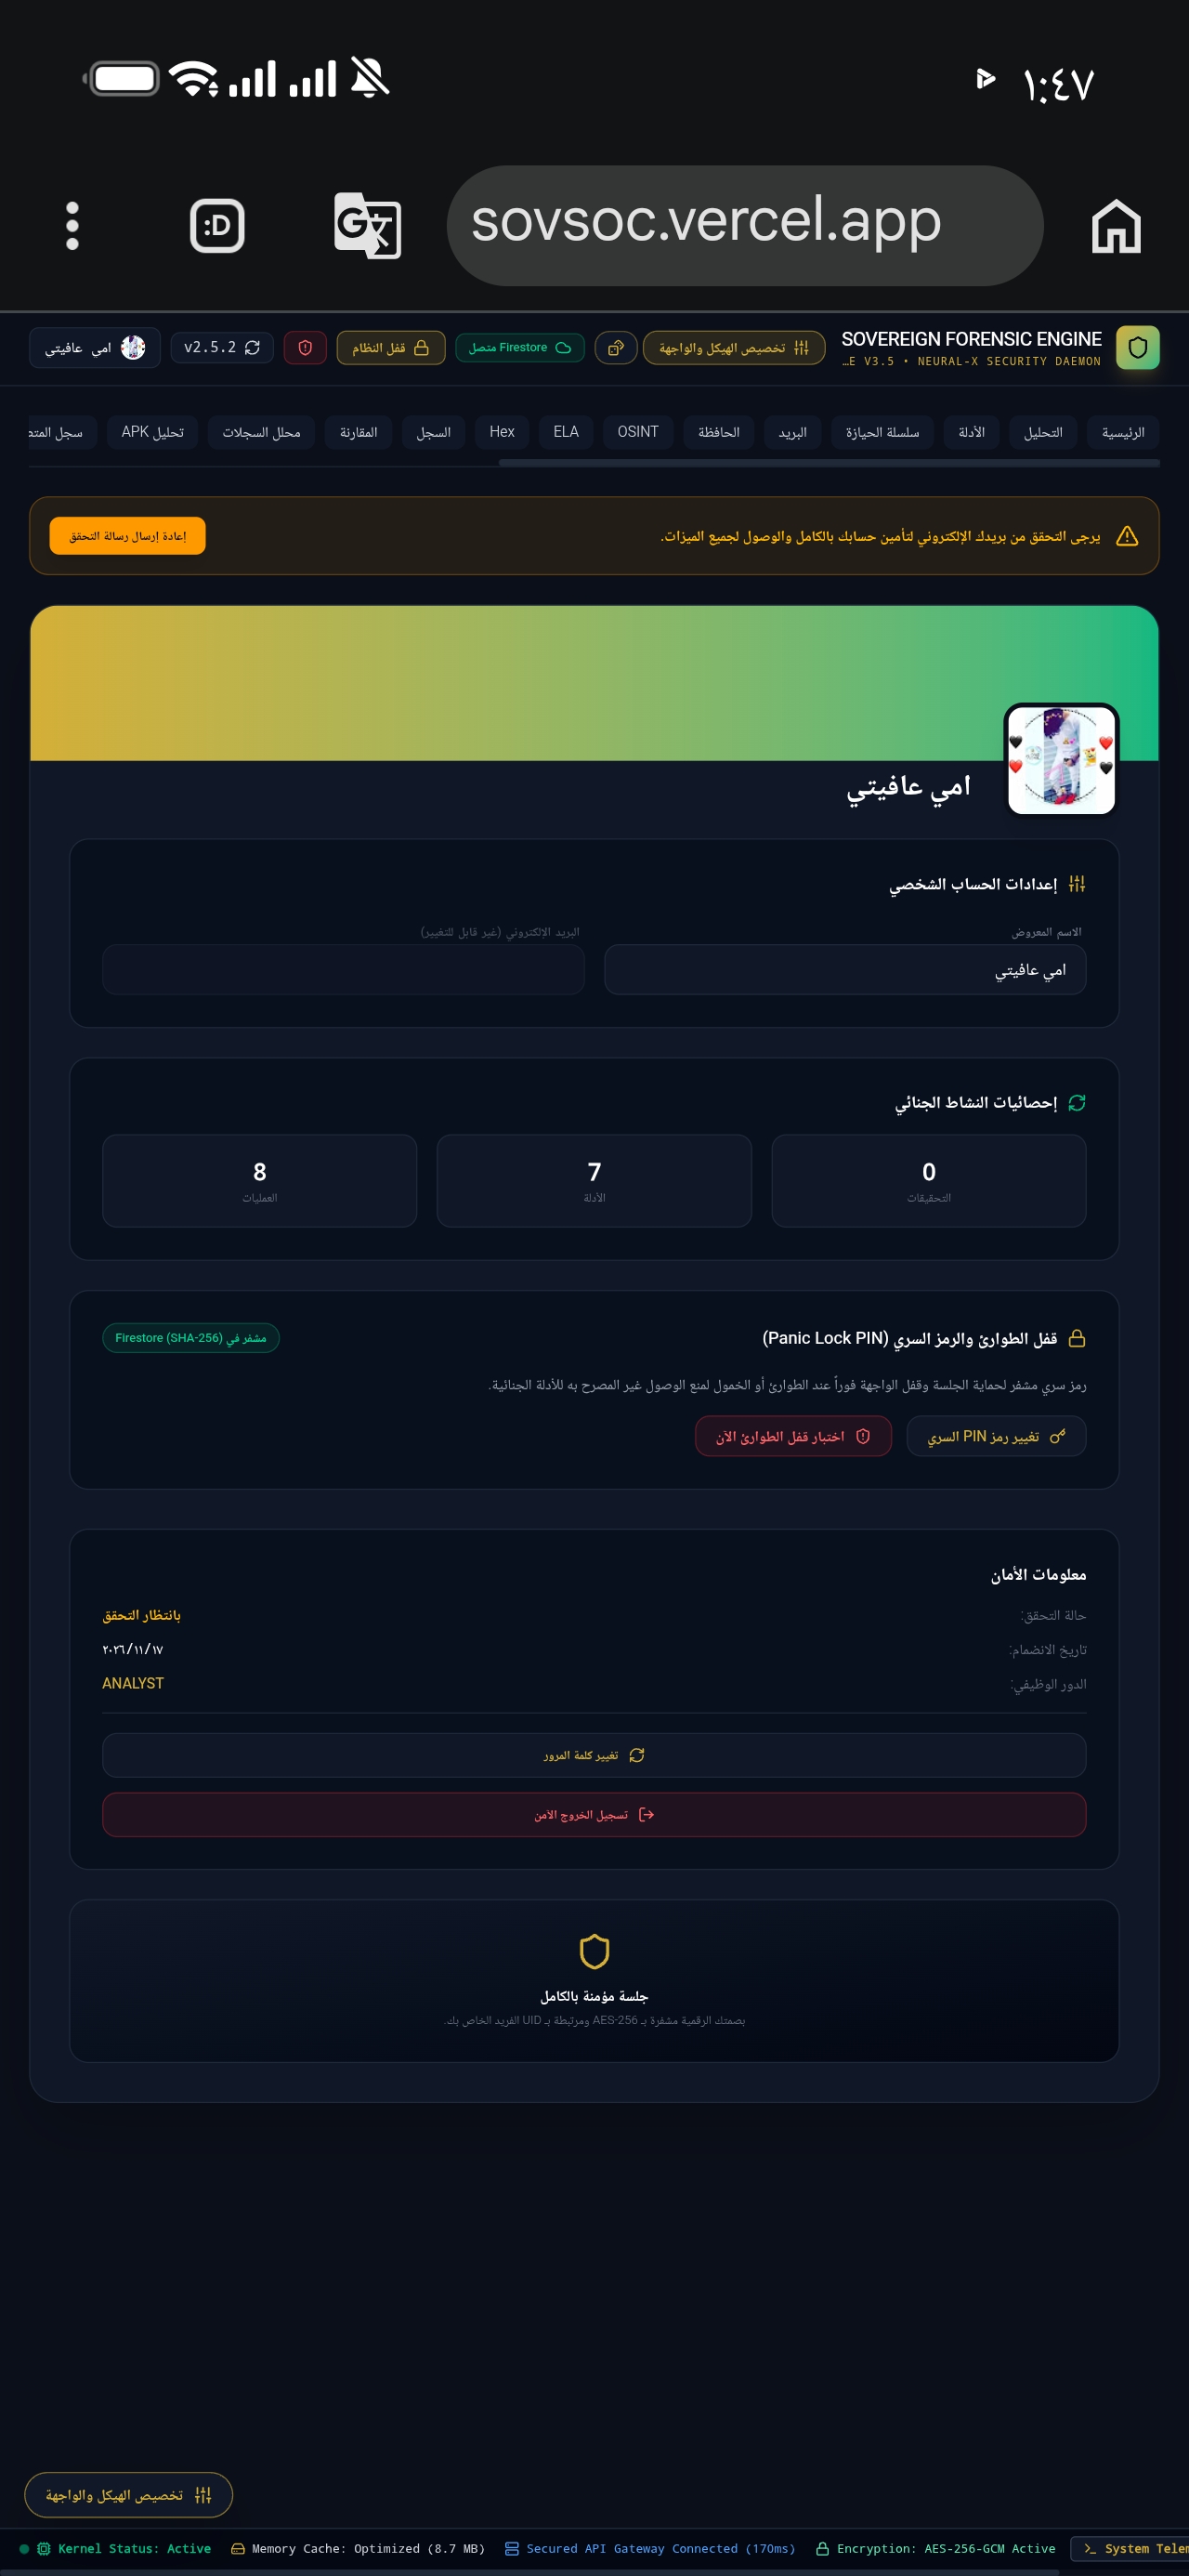 ١:٤٧
:D
sovsoc.vercel.app
SOVEREIGN FORENSIC ENGINE
…E V3.5 • NEURAL-X SECURITY DAEMON
تخصيص الهيكل والواجهة
Firestore متصل
قفل النظام
v2.5.2
امي عافيتي
الرئيسية
التحليل
الأدلة
سلسلة الحيازة
البريد
الحافظة
OSINT
ELA
Hex
السجل
المقارنة
محلل السجلات
تحليل APK
سجل المتص
يرجى التحقق من بريدك الإلكتروني لتأمين حسابك بالكامل والوصول لجميع الميزات.
إعادة إرسال رسالة التحقق
امي عافيتي
إعدادات الحساب الشخصي
الاسم المعروض
البريد الإلكتروني (غير قابل للتغيير)
امي عافيتي
إحصائيات النشاط الجنائي
0
7
8
التحقيقات
الأدلة
العمليات
قفل الطوارئ والرمز السري (Panic Lock PIN)
مشفر في Firestore (SHA-256)
رمز سري مشفر لحماية الجلسة وقفل الواجهة فوراً عند الطوارئ أو الخمول لمنع الوصول غير المصرح به للأدلة الجنائية.
تغيير رمز PIN السري
اختبار قفل الطوارئ الآن
معلومات الأمان
حالة التحقق:
بانتظار التحقق
تاريخ الانضمام:
٢٠٢٦/١١/١٧
الدور الوظيفي:
ANALYST
تغيير كلمة المرور
تسجيل الخروج الآمن
جلسة مؤمنة بالكامل
بصمتك الرقمية مشفرة بـ AES-256 ومرتبطة بـ UID الفريد الخاص بك.
تخصيص الهيكل والواجهة
Kernel Status: Active
Memory Cache: Optimized (8.7 MB)
Secured API Gateway Connected (170ms)
Encryption: AES-256-GCM Active
System Telem